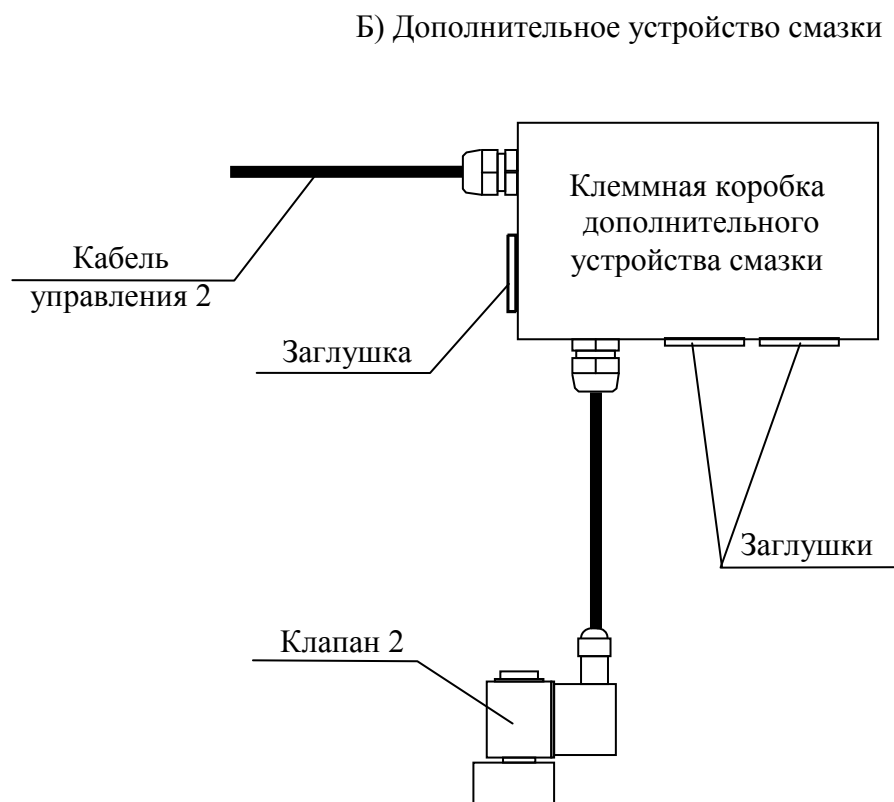 Б) Дополнительное устройство смазки
Клеммная коробка
дополнительного
устройства смазки
Кабель
управления 2
Заглушка
Заглушки
Клапан 2